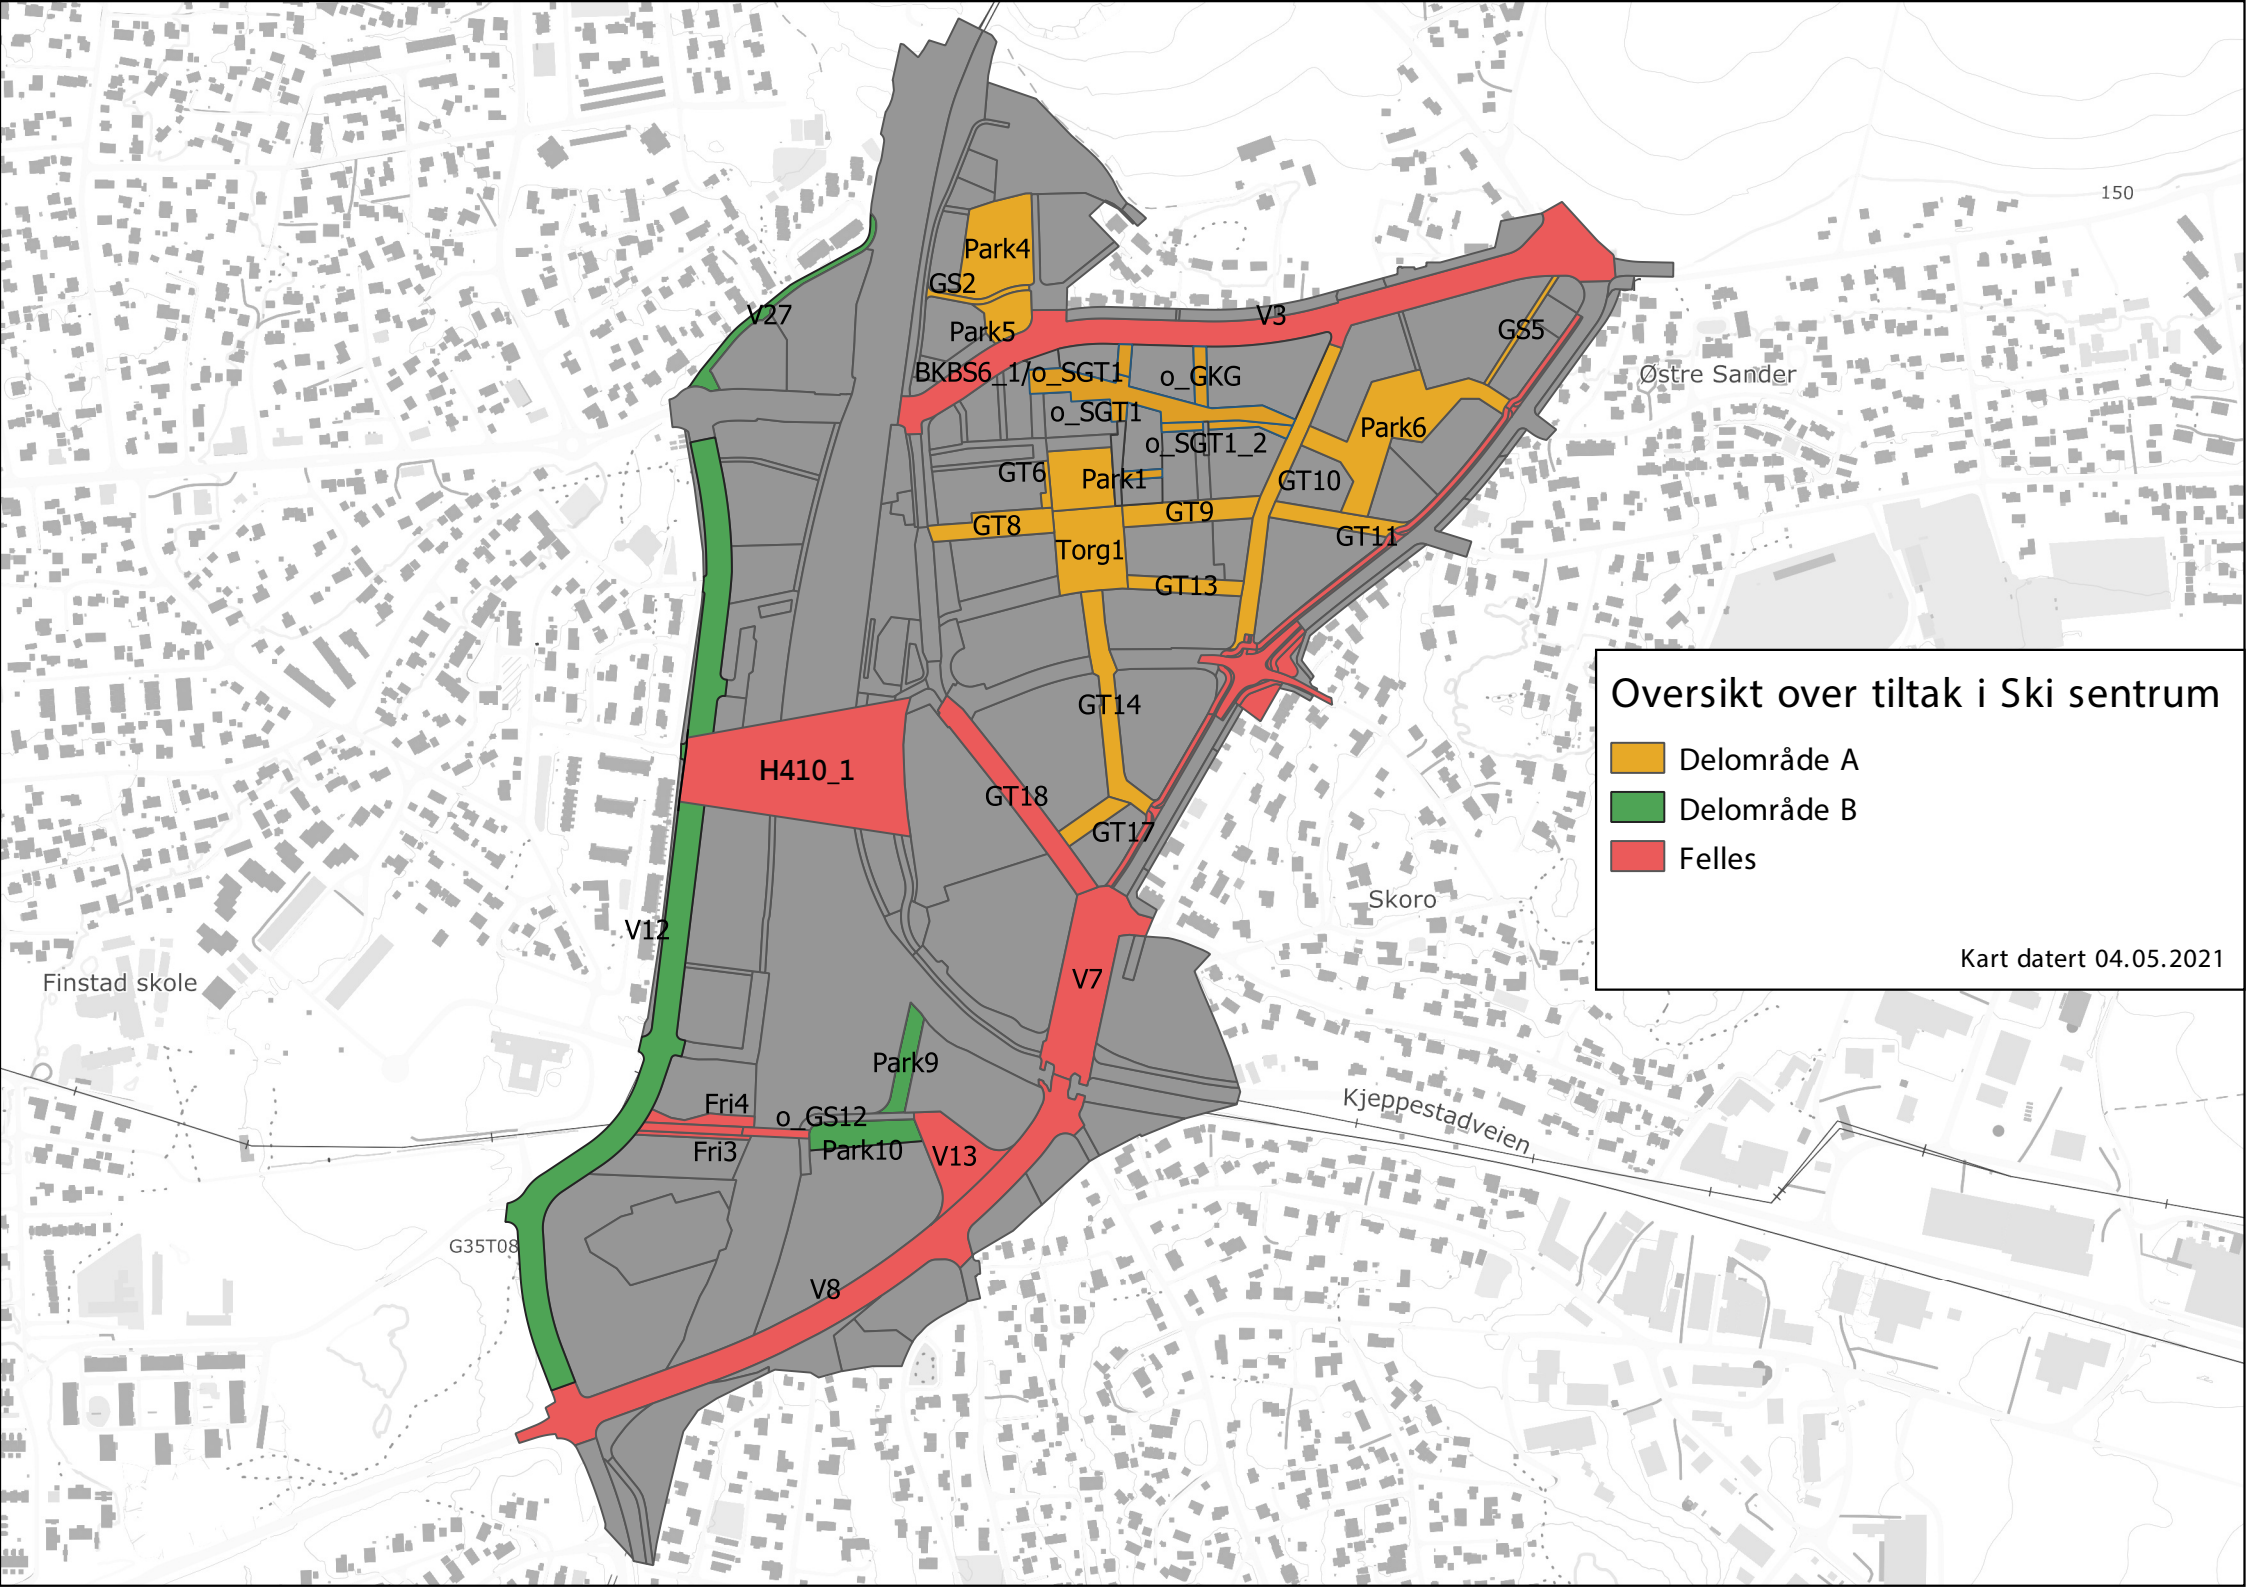 150
Park4
GS2
V27
Park5
V3
GS5
BKBS6_1/o_SGT1
o_GKG
Østre Sander
o_SGT1
Park6
o_SGT1_2
GT6
Park1
GT10
GT9
GT8
GT11
Torg1
GT13
Oversikt over tiltak i Ski sentrum
GT14
Delområde A
H410_1
GT18
Delområde B
GT17
Felles
Skoro
V12
Kart datert 04.05.2021
Finstad skole
V7
Park9
Fri4
o_GS12
Kjeppestadveien
Fri3
Park10
V13
G35T08
V8